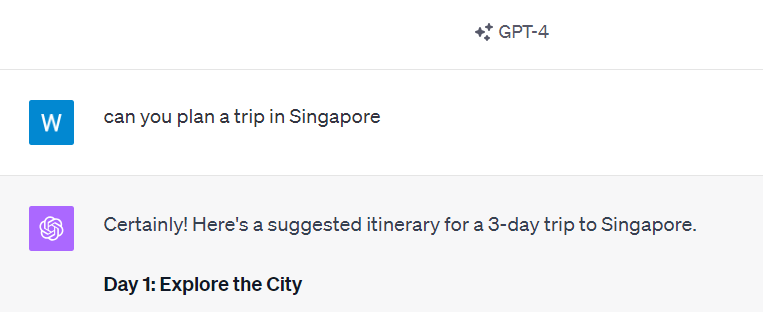 GPT-4
W
can you plan a trip in Singapore
Certainly! Here's a suggested itinerary for a 3-day trip to Singapore.
Day 1: Explore the City